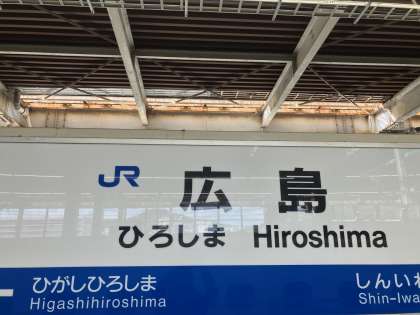 JR 広島
ひろしま Hiroshima
ひがしひろしま しんいわ
Higashihiroshima Shin-Iwa